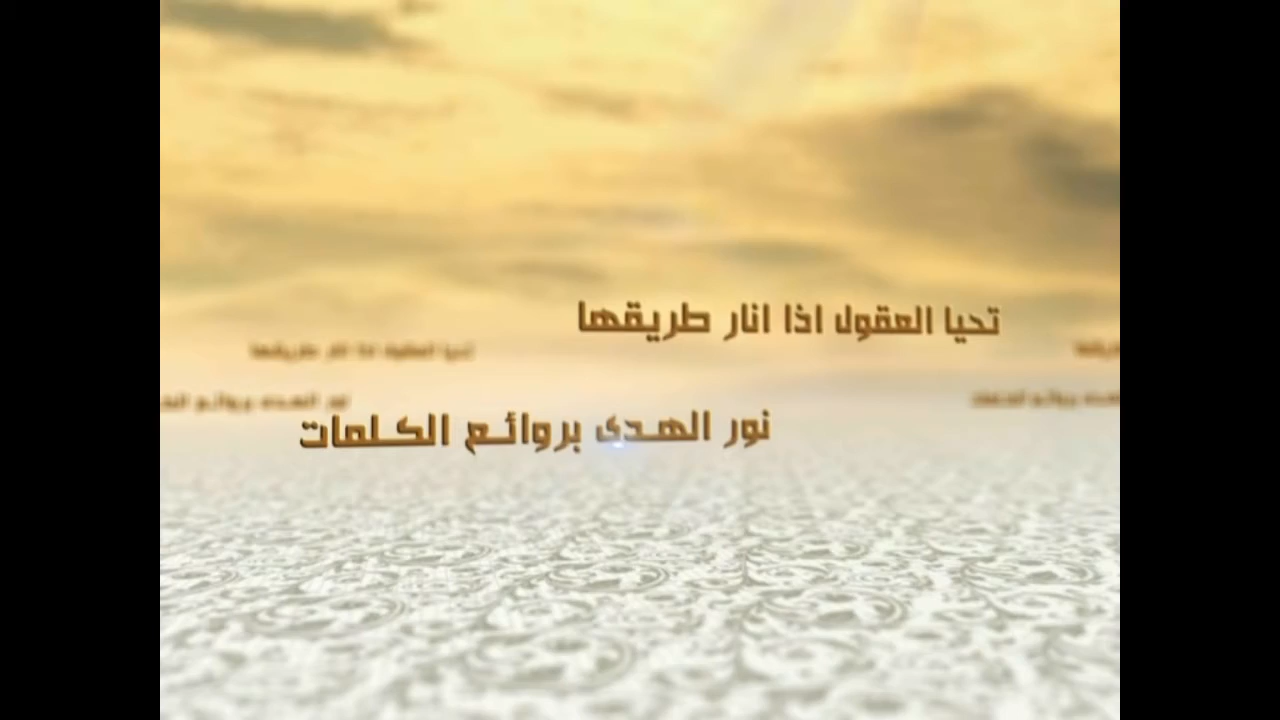 تحيا العقول اذا انار طريقها
نور الهدى بروائع الكلمات